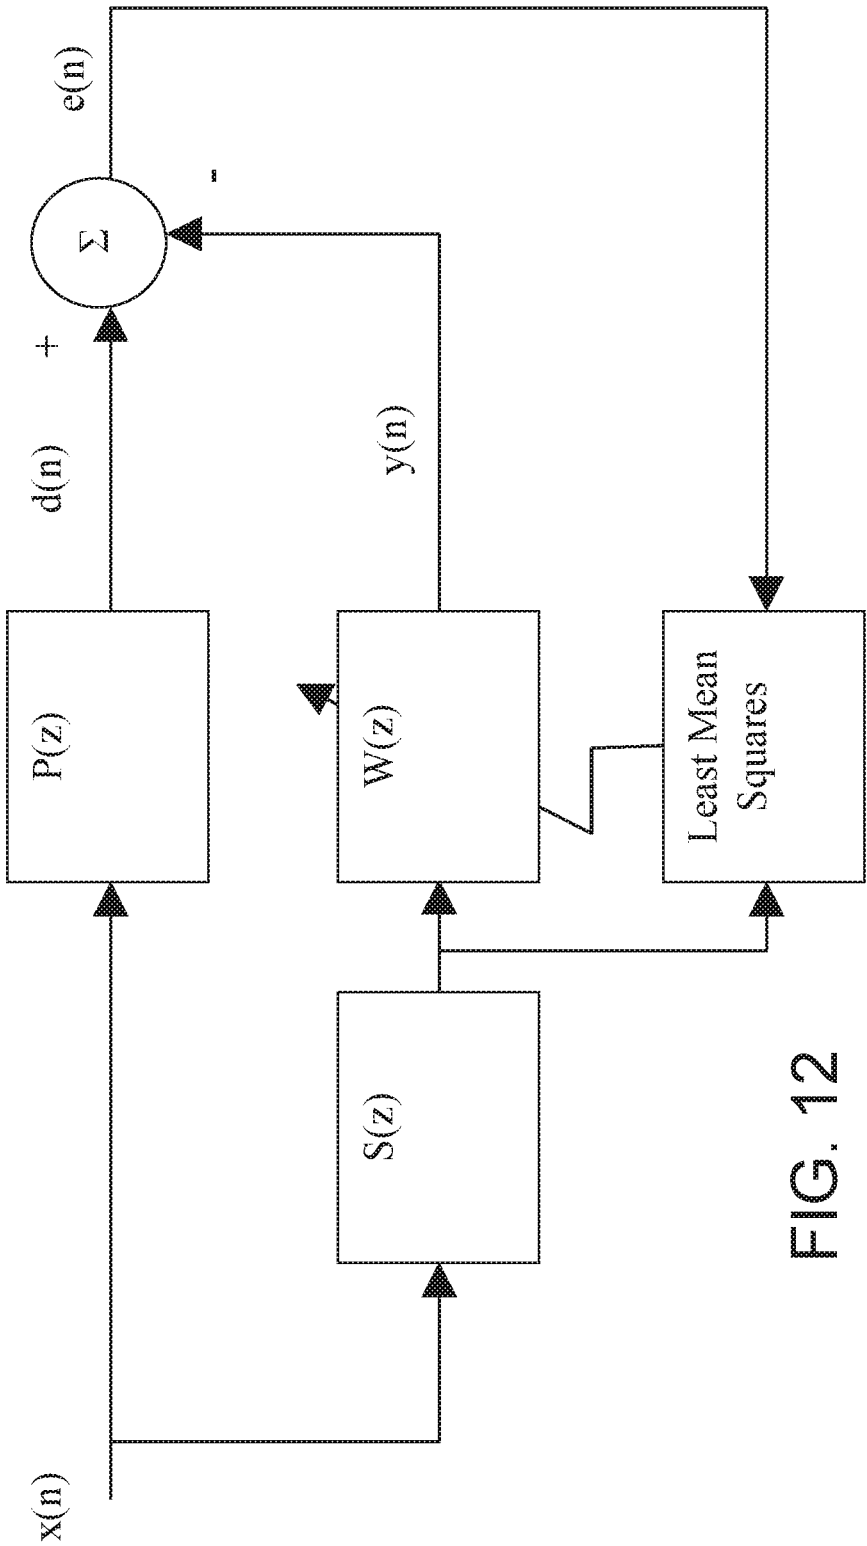 x(n)
P(z)
d(n)
+
Σ
e(n)
-
S(z)
W(z)
y(n)
Least Mean
Squares
FIG. 12